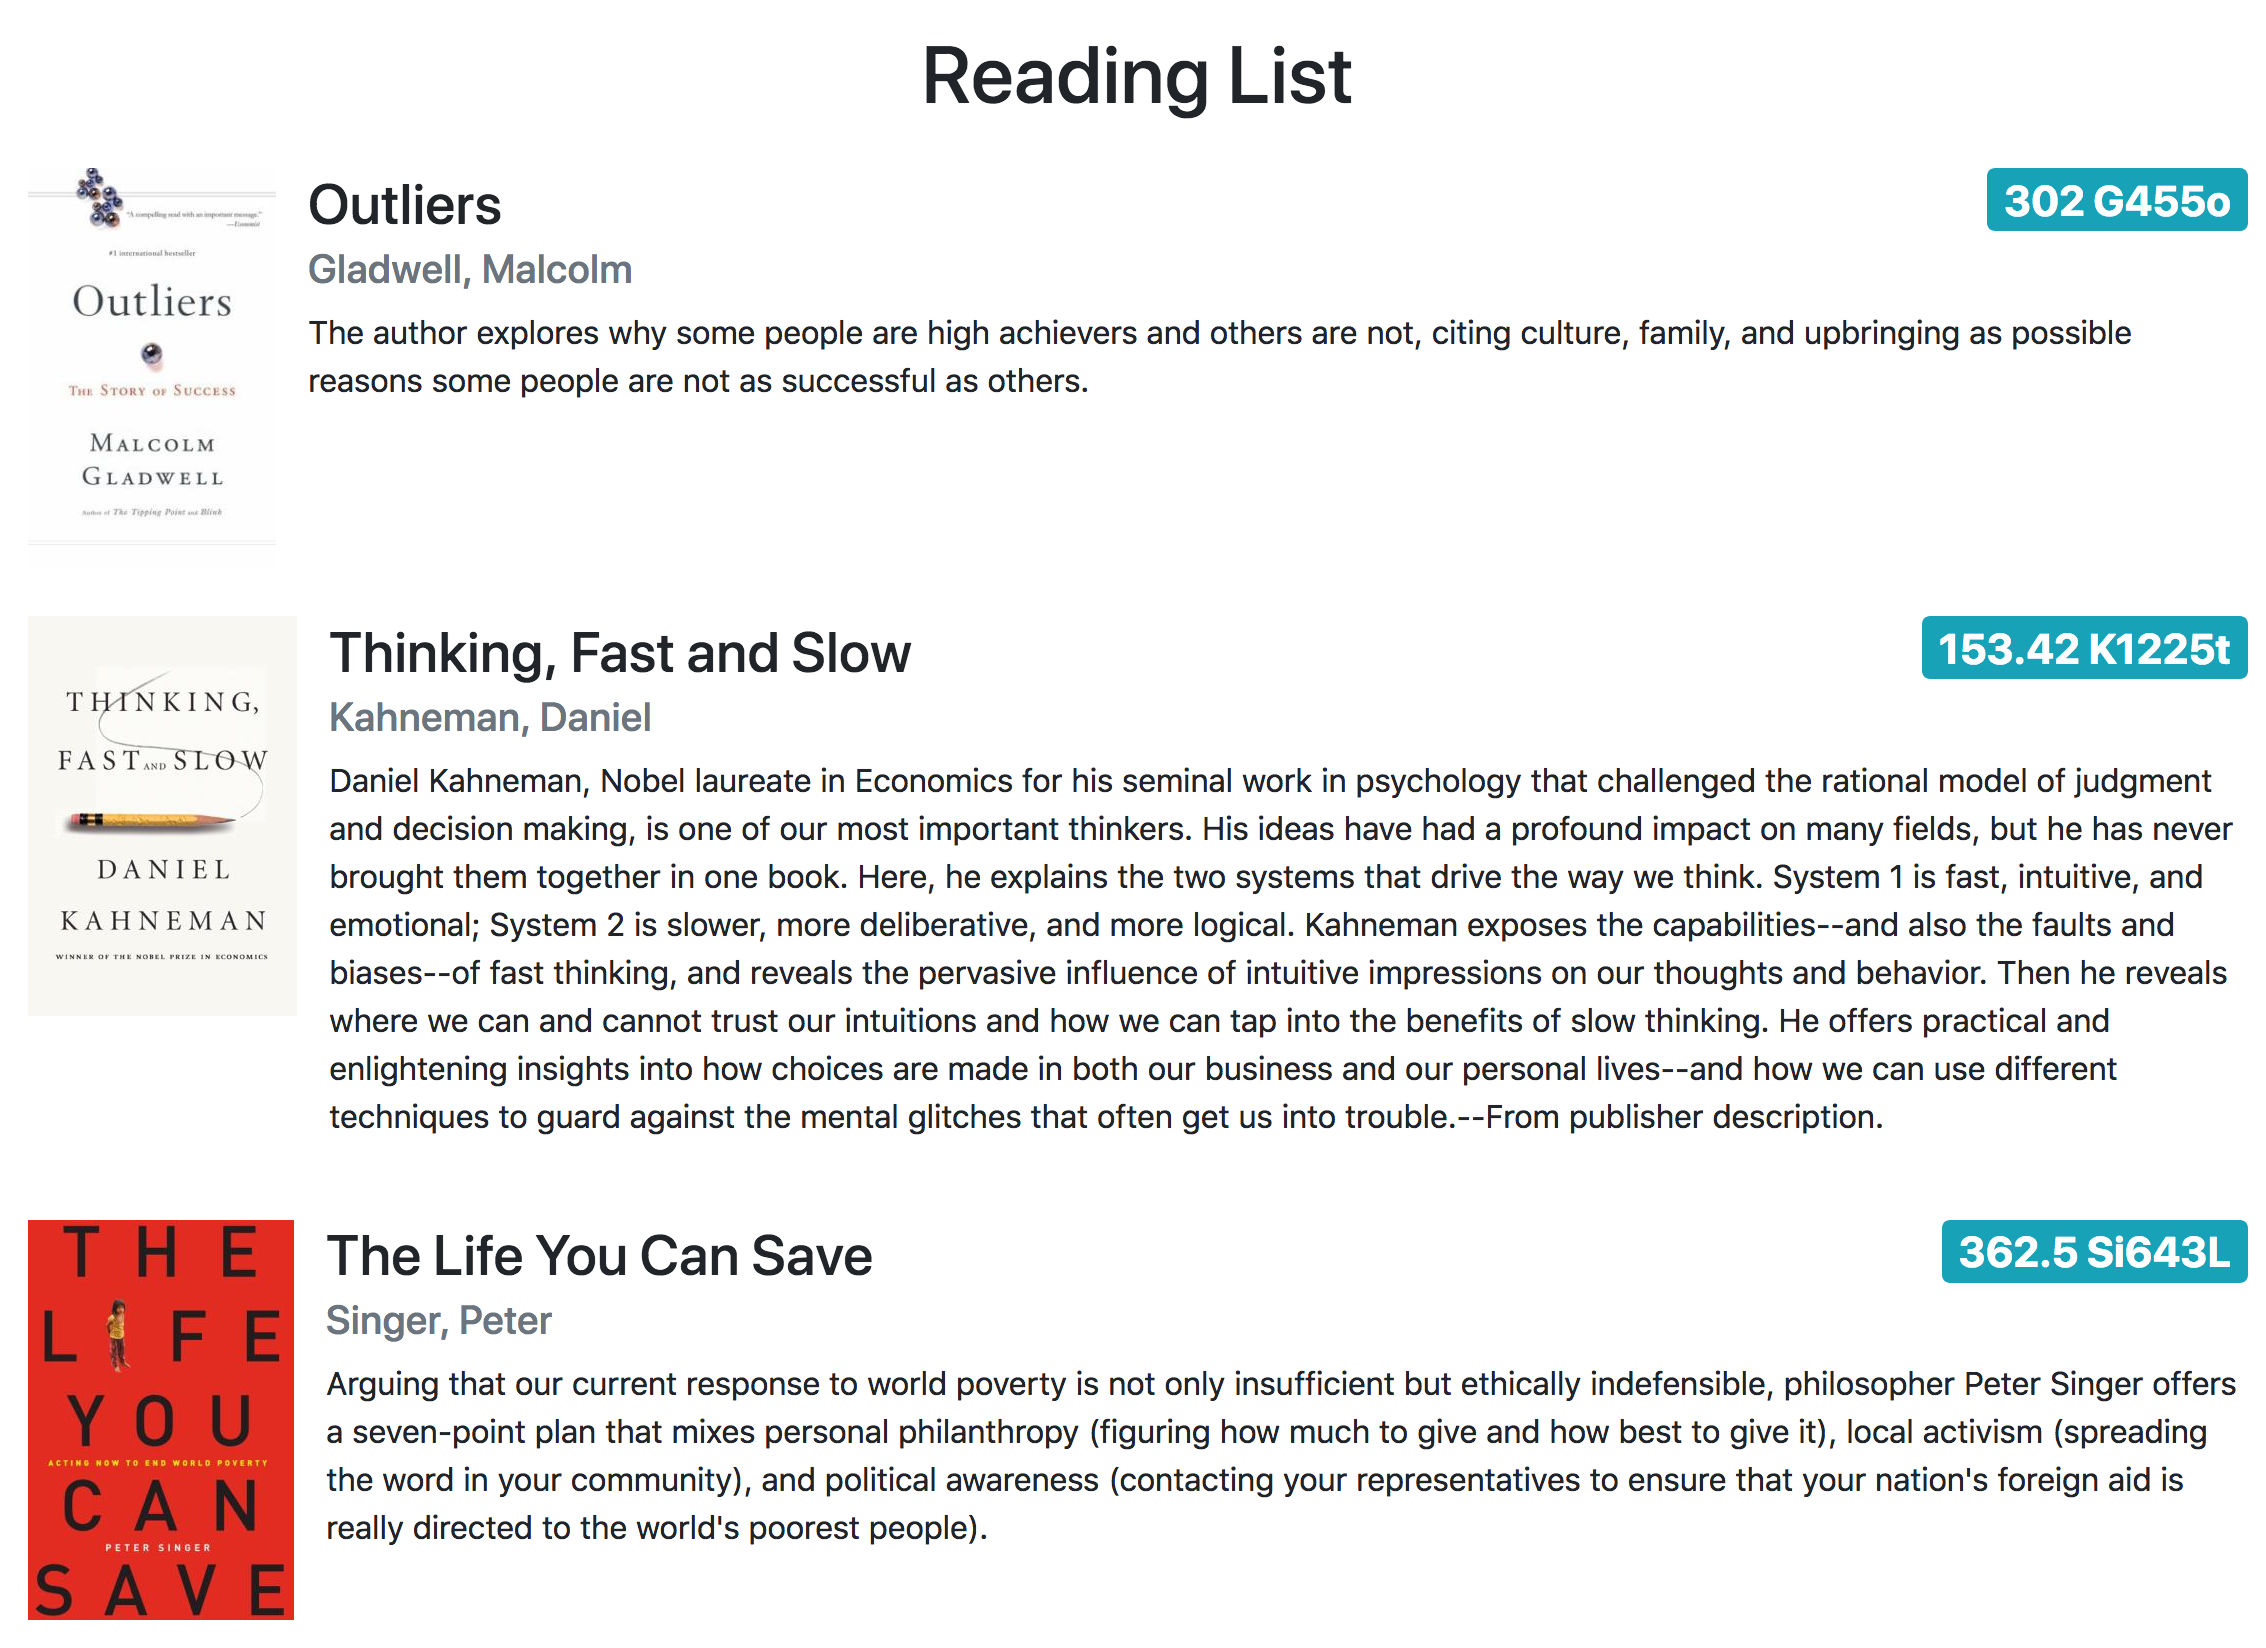 Reading List
"A compelling read with an important message."
—Economist
#1 international bestseller
Outliers
THE STORY OF SUCCESS
MALCOLM
GLADWELL
Author of The Tipping Point and Blink
Outliers
302 G455o
Gladwell, Malcolm
The author explores why some people are high achievers and others are not, citing culture, family, and upbringing as possible
reasons some people are not as successful as others.
THINKING,
FAST AND SLOW
DANIEL
KAHNEMAN
WINNER OF THE NOBEL PRIZE IN ECONOMICS
Thinking, Fast and Slow
153.42 K1225t
Kahneman, Daniel
Daniel Kahneman, Nobel laureate in Economics for his seminal work in psychology that challenged the rational model of judgment
and decision making, is one of our most important thinkers. His ideas have had a profound impact on many fields, but he has never
brought them together in one book. Here, he explains the two systems that drive the way we think. System 1 is fast, intuitive, and
emotional; System 2 is slower, more deliberative, and more logical. Kahneman exposes the capabilities--and also the faults and
biases--of fast thinking, and reveals the pervasive influence of intuitive impressions on our thoughts and behavior. Then he reveals
where we can and cannot trust our intuitions and how we can tap into the benefits of slow thinking. He offers practical and
enlightening insights into how choices are made in both our business and our personal lives--and how we can use different
techniques to guard against the mental glitches that often get us into trouble.--From publisher description.
THE
LIFE
YOU
ACTING NOW TO END WORLD POVERTY
CAN
PETER SINGER
SAVE
The Life You Can Save
362.5 Si643L
Singer, Peter
Arguing that our current response to world poverty is not only insufficient but ethically indefensible, philosopher Peter Singer offers
a seven-point plan that mixes personal philanthropy (figuring how much to give and how best to give it), local activism (spreading
the word in your community), and political awareness (contacting your representatives to ensure that your nation's foreign aid is
really directed to the world's poorest people).